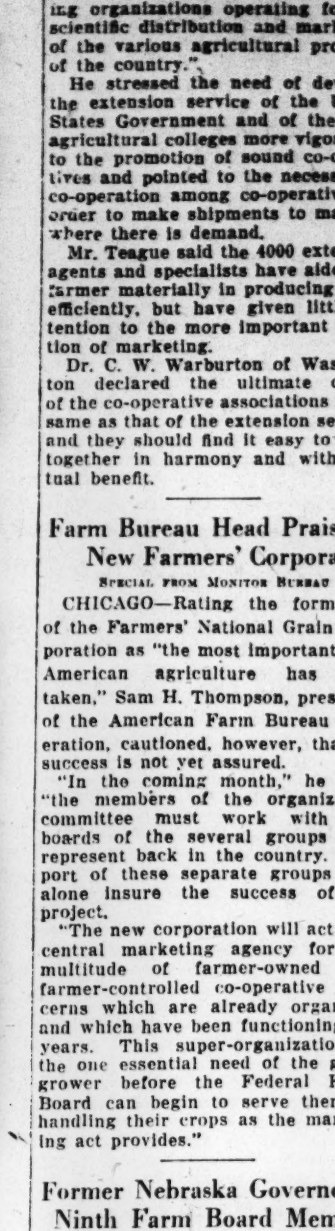 ing organizations operating fo
scientific distribution and mark
of the various agricultural pro
of the country."
He stressed the need of de
the extension service of the
States Government and of the
agricultural colleges more vigo
to the promotion of sound co-o
tives and pointed to the necess
co-operation among co-operativ
order to make shipments to ma
where there is demand.
Mr. Teague said the 4000 exte
agents and specialists have aide
farmer materially in producing
efficiently, but have given litt
tention to the more important
tion of marketing.
Dr. C. W. Warburton of Was
ton declared the ultimate
of the co-operative associations
same as that of the extension se
and they should find it easy to
together in harmony and with
tual benefit.
Farm Bureau Head Prais
New Farmers' Corpora
SPECIAL FROM MONITOR BUREAU
CHICAGO—Rating the form
of the Farmers' National Grain
poration as "the most important
American agriculture has
taken," Sam H. Thompson, pres
of the American Farm Bureau
eration, cautioned, however, tha
success is not yet assured.
"In the coming month," he
"the members of the organiz
committee must work with
boards of the several groups
represent back in the country.
port of these separate groups
alone insure the success of
project.
"The new corporation will act
central marketing agency for
multitude of farmer-owned
farmer-controlled co-operative
cerns which are already organ
and which have been functioning
years. This super-organizatio
the one essential need of the g
grower before the Federal F
Board can begin to serve them
handling their crops as the mar
ing act provides."
Former Nebraska Governo
Ninth Farm Board Mem